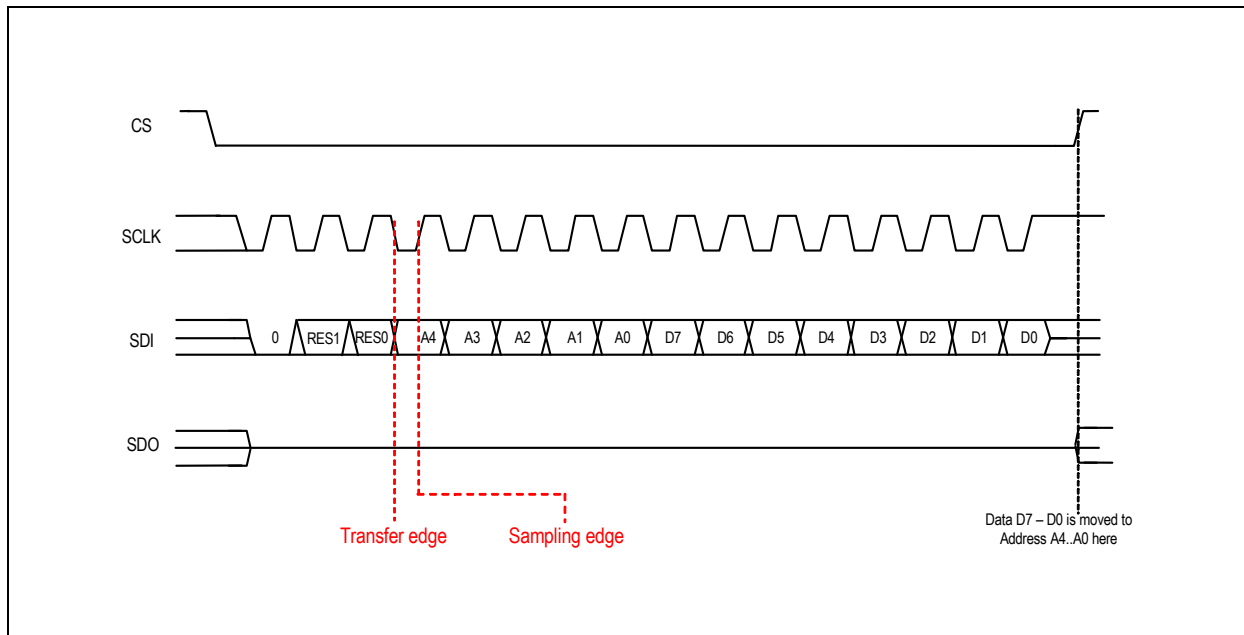 CS
SCLK
SDI
0 RES1 RES0 A4 A3 A2 A1 A0 D7 D6 D5 D4 D3 D2 D1 D0
SDO
Transfer edge
Sampling edge
Data D7 – D0 is moved to
Address A4..A0 here